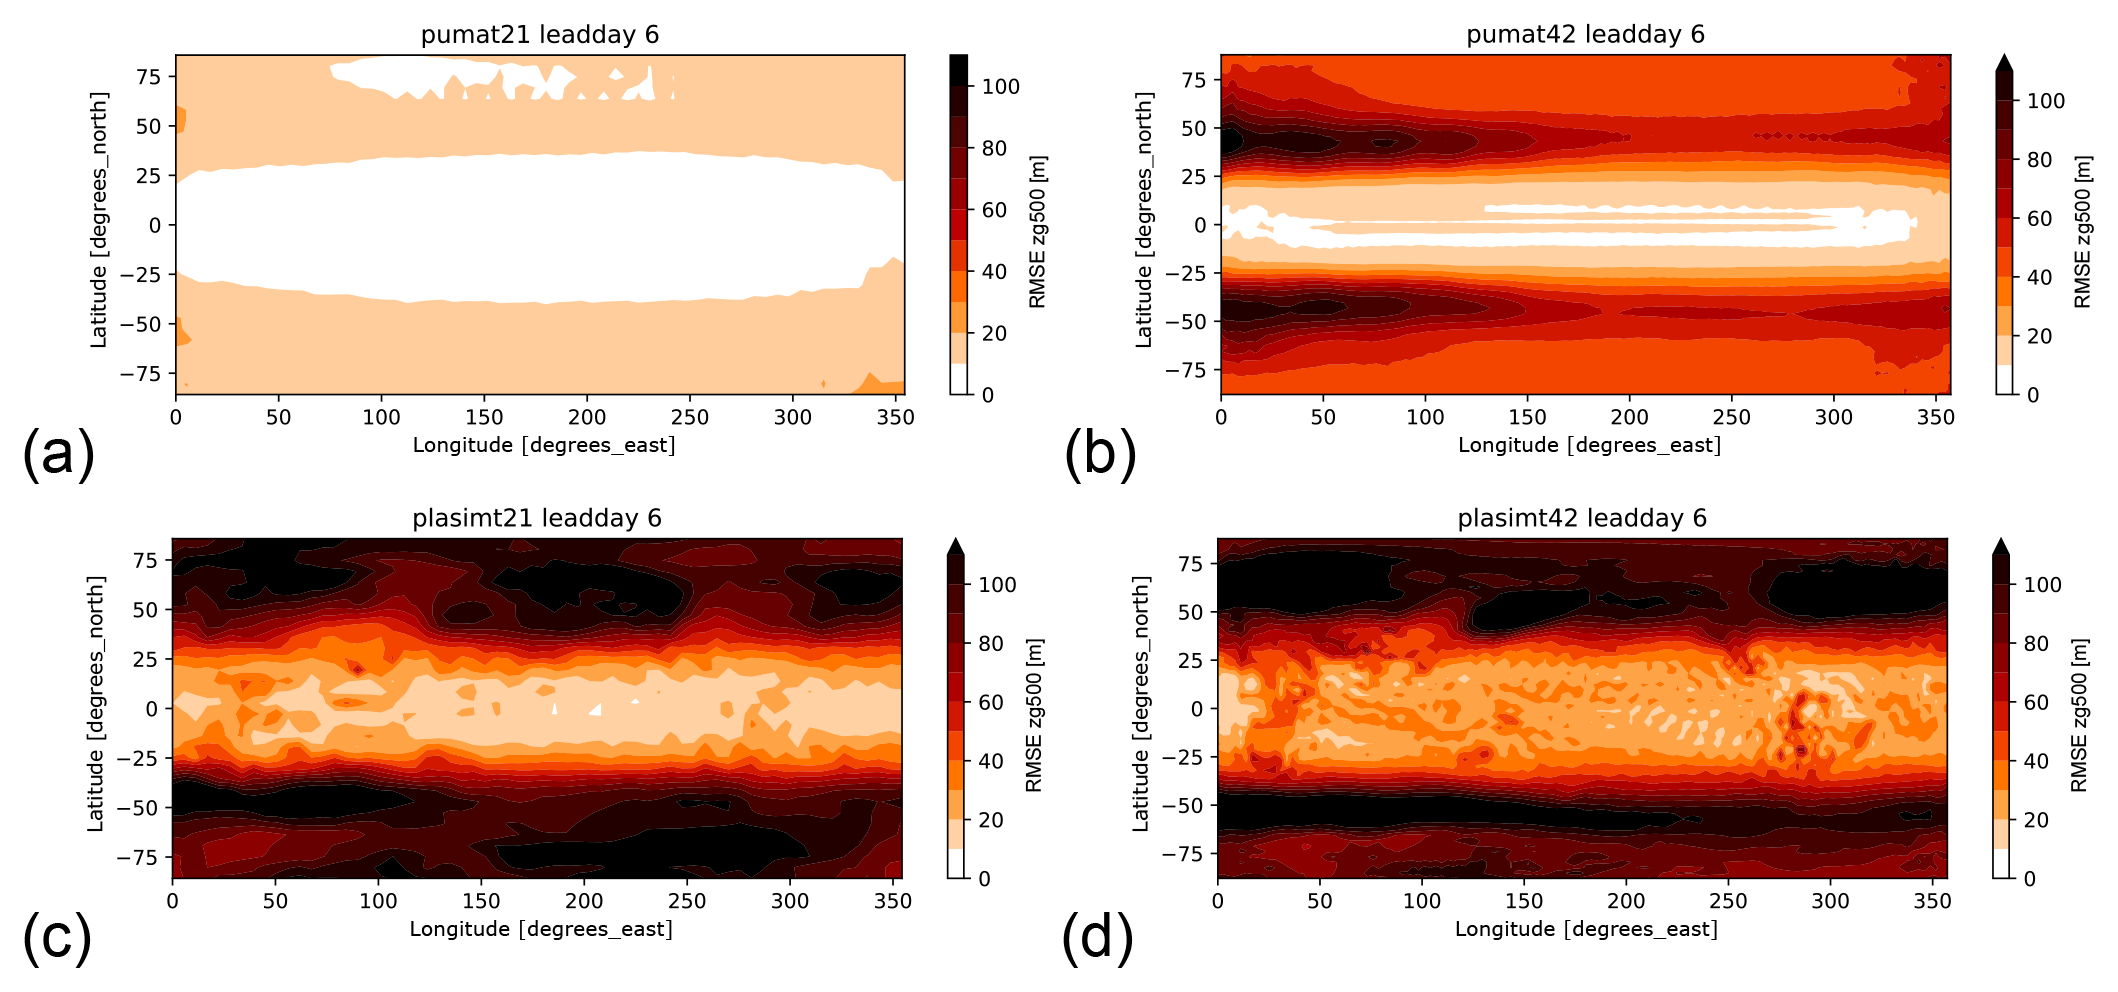 pumat21 leadday 6
75
50
25
0
−25
−50
−75
Latitude [degrees_north]
0 50 100 150 200 250 300 350
Longitude [degrees_east]
100
80
60
40
20
0
RMSE zg500 [m]
(a)
pumat42 leadday 6
75
50
25
0
−25
−50
−75
Latitude [degrees_north]
0 50 100 150 200 250 300 350
Longitude [degrees_east]
100
80
60
40
20
0
RMSE zg500 [m]
(b)
plasimt21 leadday 6
75
50
25
0
−25
−50
−75
Latitude [degrees_north]
0 50 100 150 200 250 300 350
Longitude [degrees_east]
100
80
60
40
20
0
RMSE zg500 [m]
(c)
plasimt42 leadday 6
75
50
25
0
−25
−50
−75
Latitude [degrees_north]
0 50 100 150 200 250 300 350
Longitude [degrees_east]
100
80
60
40
20
0
RMSE zg500 [m]
(d)